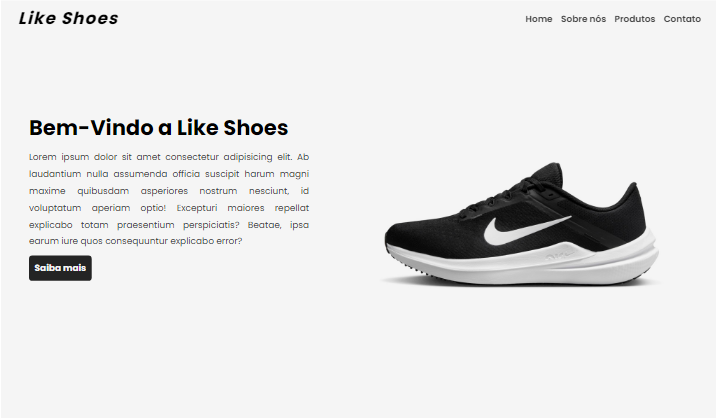 Like Shoes
Home Sobre nós Produtos Contato
Bem-Vindo a Like Shoes
Lorem ipsum dolor sit amet consectetur adipisicing elit. Ab
laudantium nulla assumenda officia suscipit harum magni
maxime quibusdam asperiores nostrum nesciunt, id
voluptatum aperiam optio! Excepturi maiores repellat
explicabo totam praesentium perspiciatis? Beatae, ipsa
earum iure quos consequuntur explicabo error?
Saiba mais